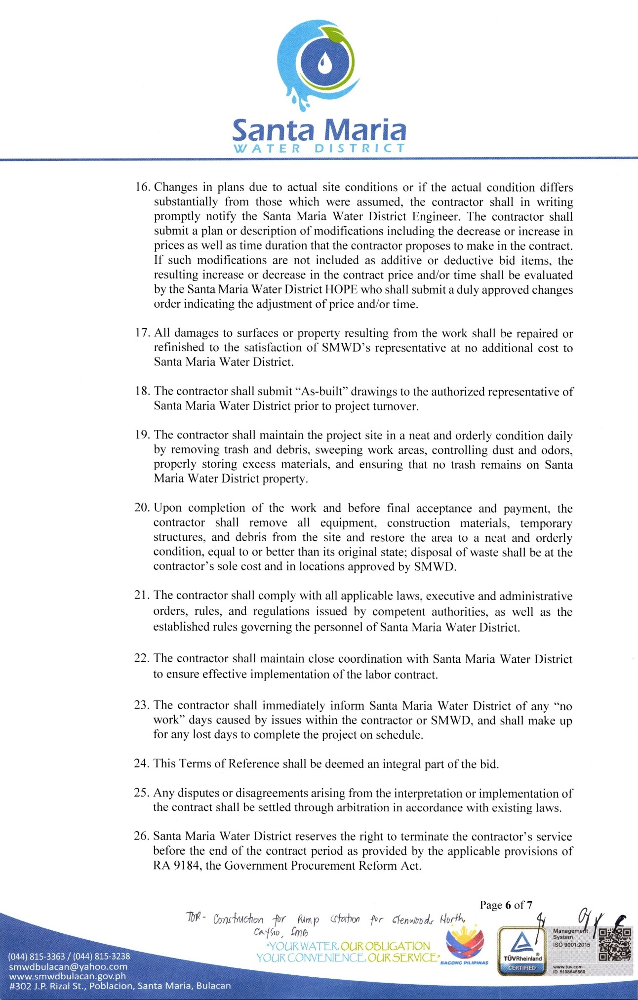 Santa Maria
WATER DISTRICT
16. Changes in plans due to actual site conditions or if the actual condition differs
substantially from those which were assumed, the contractor shall in writing
promptly notify the Santa Maria Water District Engineer. The contractor shall
submit a plan or description of modifications including the decrease or increase in
prices as well as time duration that the contractor proposes to make in the contract.
If such modifications are not included as additive or deductive bid items, the
resulting increase or decrease in the contract price and/or time shall be evaluated
by the Santa Maria Water District HOPE who shall submit a duly approved changes
order indicating the adjustment of price and/or time.
17. All damages to surfaces or property resulting from the work shall be repaired or
refinished to the satisfaction of SMWD’s representative at no additional cost to
Santa Maria Water District.
18. The contractor shall submit “As-built” drawings to the authorized representative of
Santa Maria Water District prior to project turnover.
19. The contractor shall maintain the project site in a neat and orderly condition daily
by removing trash and debris, sweeping work areas, controlling dust and odors,
properly storing excess materials, and ensuring that no trash remains on Santa
Maria Water District property.
20. Upon completion of the work and before final acceptance and payment, the
contractor shall remove all equipment, construction materials, temporary
structures, and debris from the site and restore the area to a neat and orderly
condition, equal to or better than its original state; disposal of waste shall be at the
contractor’s sole cost and in locations approved by SMWD.
21. The contractor shall comply with all applicable laws, executive and administrative
orders, rules, and regulations issued by competent authorities, as well as the
established rules governing the personnel of Santa Maria Water District.
22. The contractor shall maintain close coordination with Santa Maria Water District
to ensure effective implementation of the labor contract.
23. The contractor shall immediately inform Santa Maria Water District of any “no
work” days caused by issues within the contractor or SMWD, and shall make up
for any lost days to complete the project on schedule.
24. This Terms of Reference shall be deemed an integral part of the bid.
25. Any disputes or disagreements arising from the interpretation or implementation of
the contract shall be settled through arbitration in accordance with existing laws.
26. Santa Maria Water District reserves the right to terminate the contractor’s service
before the end of the contract period as provided by the applicable provisions of
RA 9184, the Government Procurement Reform Act.
Page 6 of 7
TOR - Construction for Pump Station for Glenwoods North,
Caysio, SMB
“YOUR WATER, OUR OBLIGATION
YOUR CONVENIENCE, OUR SERVICE”
BAGONG PILIPINAS
TÜVRheinland
CERTIFIED
Management
System
ISO 9001:2015
www.tuv.com
ID 9108645560
(044) 815-3363 / (044) 815-3238
smwdbulacan@yahoo.com
www.smwdbulacan.gov.ph
#302 J.P. Rizal St., Poblacion, Santa Maria, Bulacan